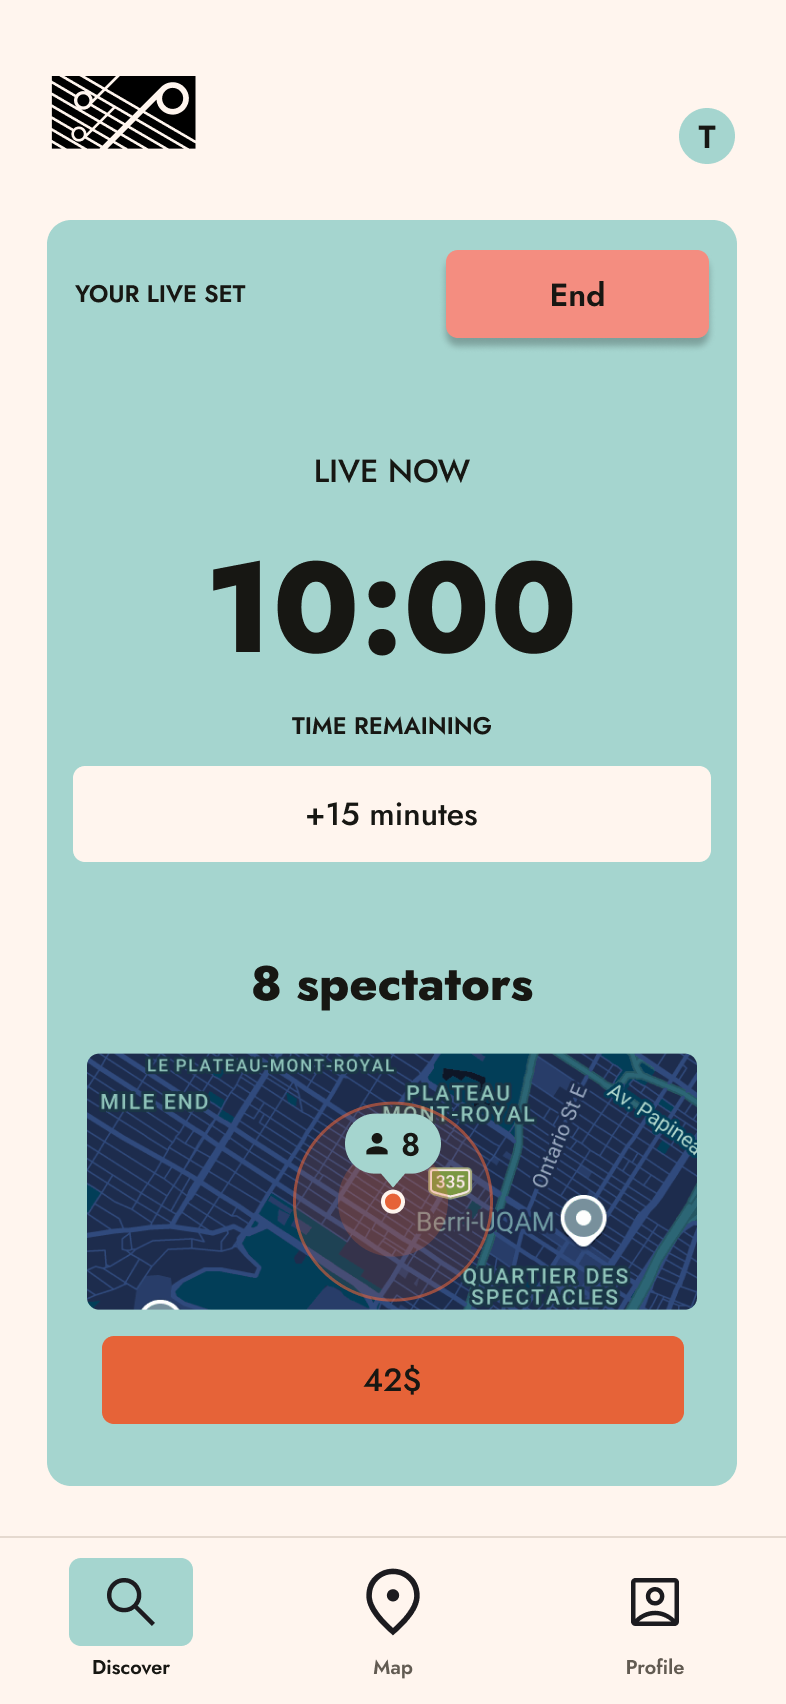 T
YOUR LIVE SET
End
LIVE NOW
10:00
TIME REMAINING
+15 minutes
8 spectators
LE PLATEAU-MONT-ROYAL
MILE END
PLATEAU
MONT-ROYAL
Ontario St E
Av. Papinea
8
335
Berri-UQAM
QUARTIER DES
SPECTACLES
42$
Discover
Map
Profile